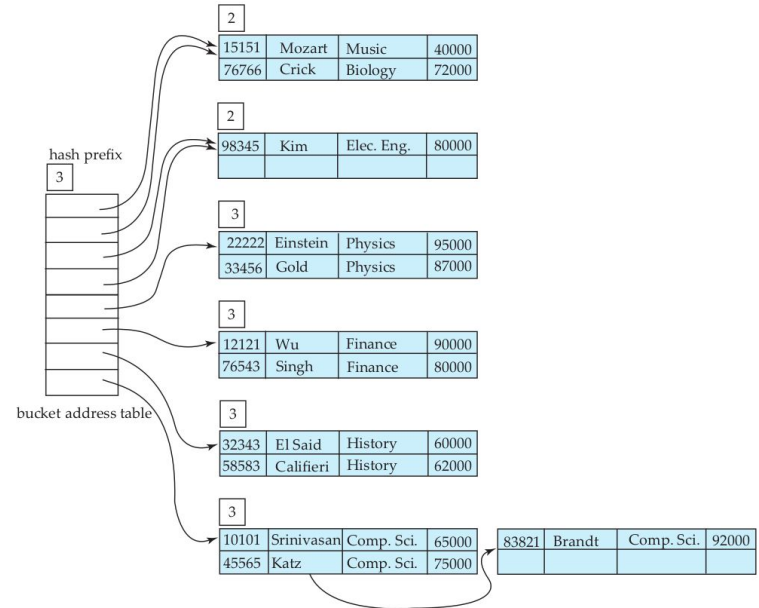 2
15151 Mozart Music 40000
76766 Crick Biology 72000
2
98345 Kim Elec. Eng. 80000
hash prefix
3
3
22222 Einstein Physics 95000
33456 Gold Physics 87000
3
12121 Wu Finance 90000
76543 Singh Finance 80000
bucket address table
3
32343 El Said History 60000
58583 Califieri History 62000
3
10101 Srinivasan Comp. Sci. 65000
45565 Katz Comp. Sci. 75000
83821 Brandt Comp. Sci. 92000